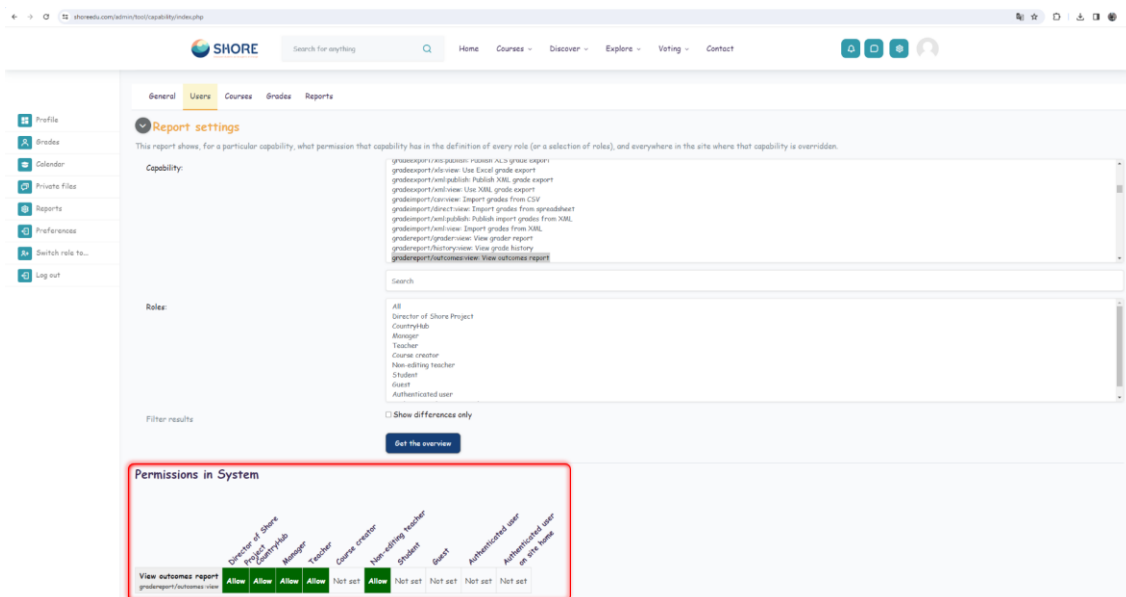 shoreedu.com/admin/tool/capability/index.php
SHORE
Search for anything
Home Courses Discover Explore Voting Contact
General Users Courses Grades Reports
Profile
Grades
Calendar
Private files
Reports
Preferences
Switch role to...
Log out
Report settings
This report shows, for a particular capability, what permission that capability has in the definition of every role (or a selection of roles), and everywhere in the site where that capability is overridden.
Capability:
gradeexport/xls:publish: Publish XLS grade export
gradeexport/xls:view: Use Excel grade export
gradeexport/xml:publish: Publish XML grade export
gradeexport/xml:view: Use XML grade export
gradeimport/csv:view: Import grades from CSV
gradeimport/direct:view: Import grades from spreadsheet
gradeimport/xml:publish: Publish import grades from XML
gradeimport/xml:view: Import grades from XML
gradereport/grader:view: View grader report
gradereport/history:view: View grade history
gradereport/outcomes:view: View outcomes report
Search
Roles:
All
Director of Shore Project
CountryHub
Manager
Teacher
Course creator
Non-editing teacher
Student
Guest
Authenticated user
Filter results
Show differences only
Get the overview
Permissions in System
Director of Shore
Project
CountryHub
Manager
Teacher
Course creator
Non-editing teacher
Student
Guest
Authenticated user
Authenticated user
on site home
View outcomes report
gradereport/outcomes:view
Allow Allow Allow Allow Not set Allow Not set Not set Not set Not set